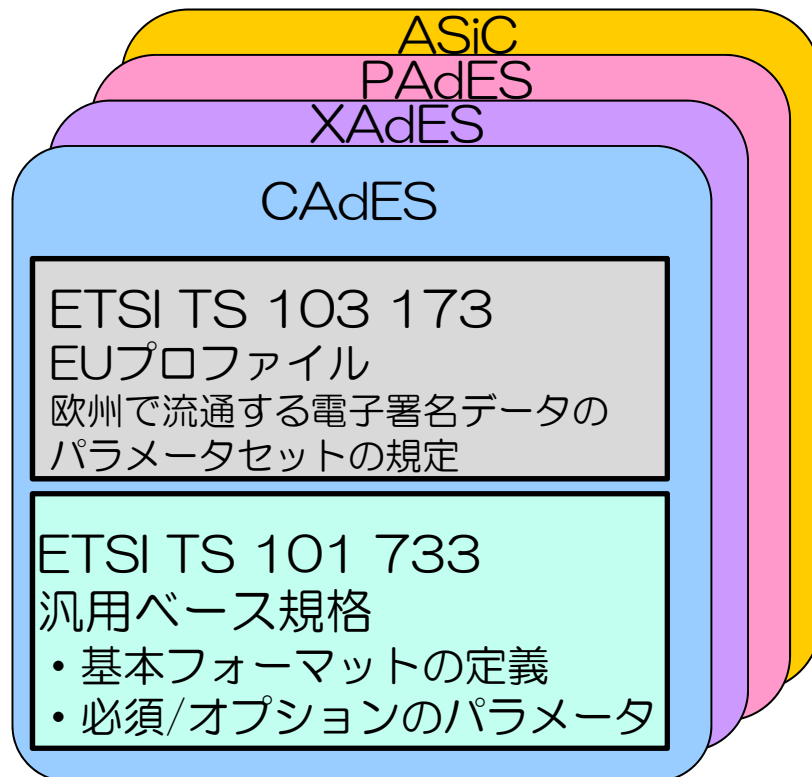 ASiC
PAdES
XAdES
CAdES
ETSI TS 103 173
EUプロファイル
欧州で流通する電子署名データの
パラメータセットの規定
ETSI TS 101 733
汎用ベース規格
・基本フォーマットの定義
・必須/オプションのパラメータ